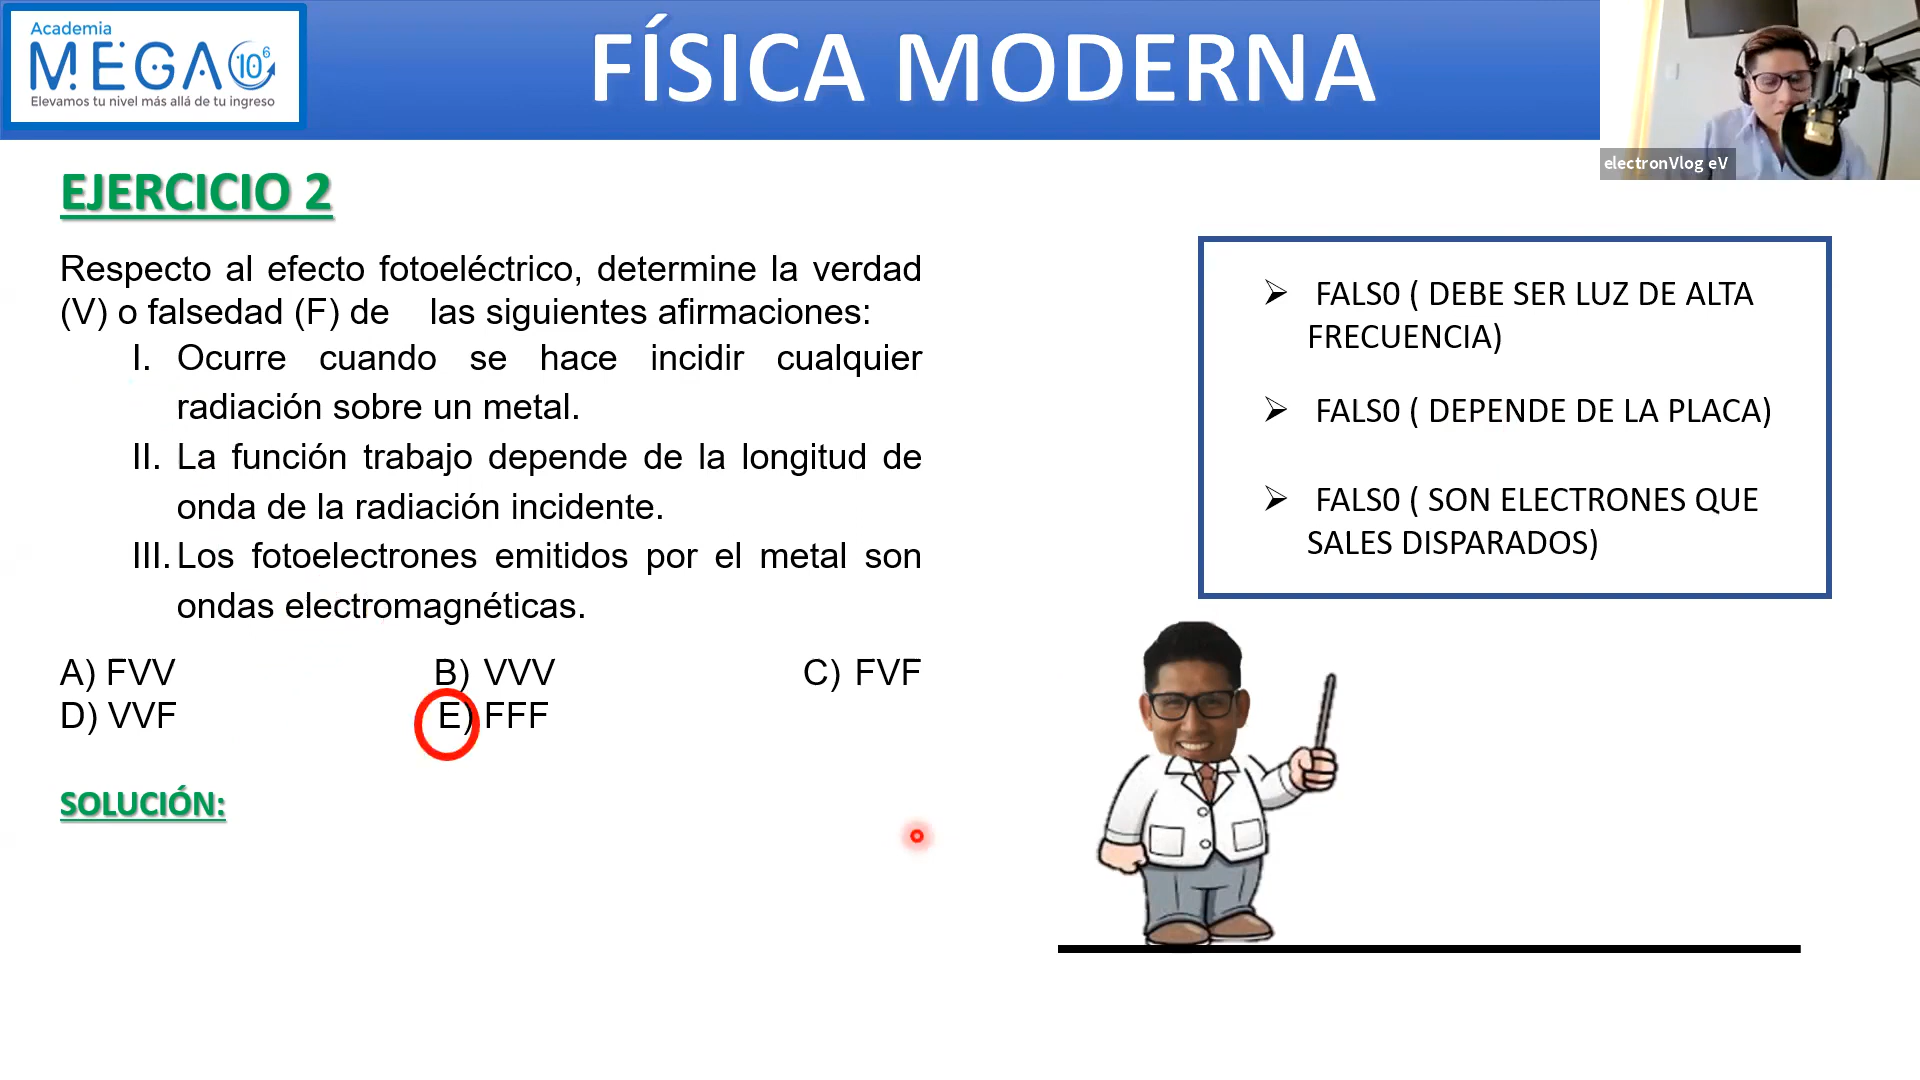 Academia
MEGA 10⁶
Elevamos tu nivel más allá de tu ingreso
FÍSICA MODERNA
electronVlog eV
EJERCICIO 2
Respecto al efecto fotoeléctrico, determine la verdad
(V) o falsedad (F) de las siguientes afirmaciones:
I. Ocurre cuando se hace incidir cualquier
radiación sobre un metal.
II. La función trabajo depende de la longitud de
onda de la radiación incidente.
III. Los fotoelectrones emitidos por el metal son
ondas electromagnéticas.
A) FVV B) VVV C) FVF
D) VVF E) FFF
SOLUCIÓN:
➢ FALS0 ( DEBE SER LUZ DE ALTA
FRECUENCIA)
➢ FALS0 ( DEPENDE DE LA PLACA)
➢ FALS0 ( SON ELECTRONES QUE
SALES DISPARADOS)